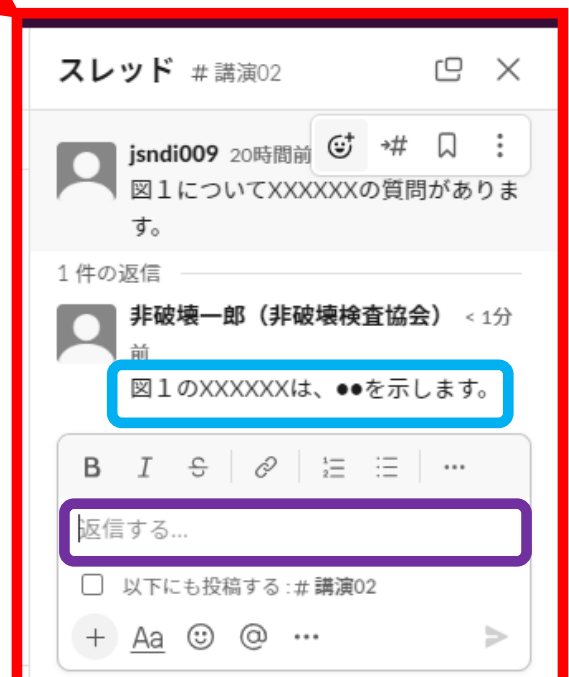 スレッド # 講演02
jsndi009 20時間前
図１についてXXXXXXの質問がありま
す。
1 件の返信
非破壊一郎（非破壊検査協会） < 1分
前
図１のXXXXXXは、●●を示します。
B I S
返信する...
以下にも投稿する : # 講演02
+ Aa @ ...